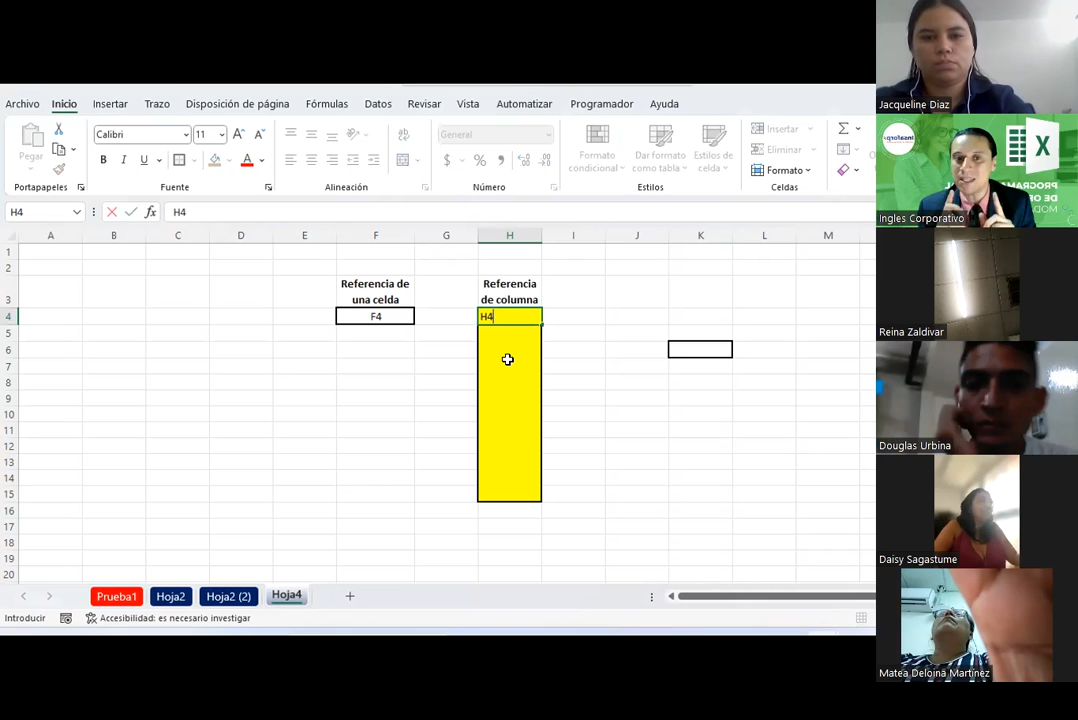 Archivo Inicio Insertar Trazo Disposición de página Fórmulas Datos Revisar Vista Automatizar Programador Ayuda
Pegar
Calibri 11
General
Formato condicional
Dar formato como tabla
Estilos de celda
Insertar
Eliminar
Formato
Portapapeles Fuente Alineación Número Estilos Celdas
H4 fx H4
A B C D E F G H I J K L M
1
2
3
4
5
6
7
8
9
10
11
12
13
14
15
16
17
18
19
20
Referencia de
una celda
F4
Referencia
de columna
H4
Prueba1 Hoja2 Hoja2 (2) Hoja4
Introducir Accesibilidad: es necesario investigar
Jacqueline Diaz
Insaforp
Ingles Corporativo
Reina Zaldivar
Douglas Urbina
Daisy Sagastume
Matea Deloina Martínez